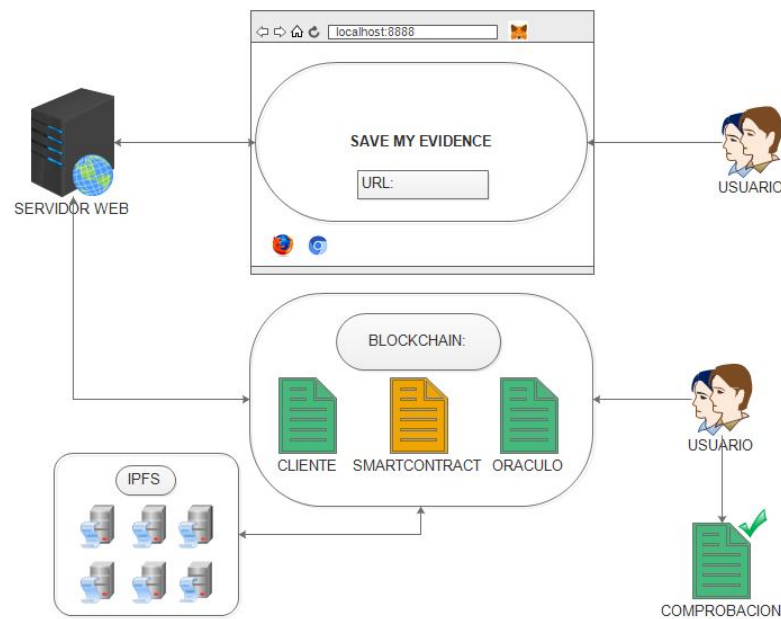 localhost:8888
SAVE MY EVIDENCE
URL:
SERVIDOR WEB
USUARIO
BLOCKCHAIN:
CLIENTE
SMARTCONTRACT
ORACULO
USUARIO
IPFS
COMPROBACION